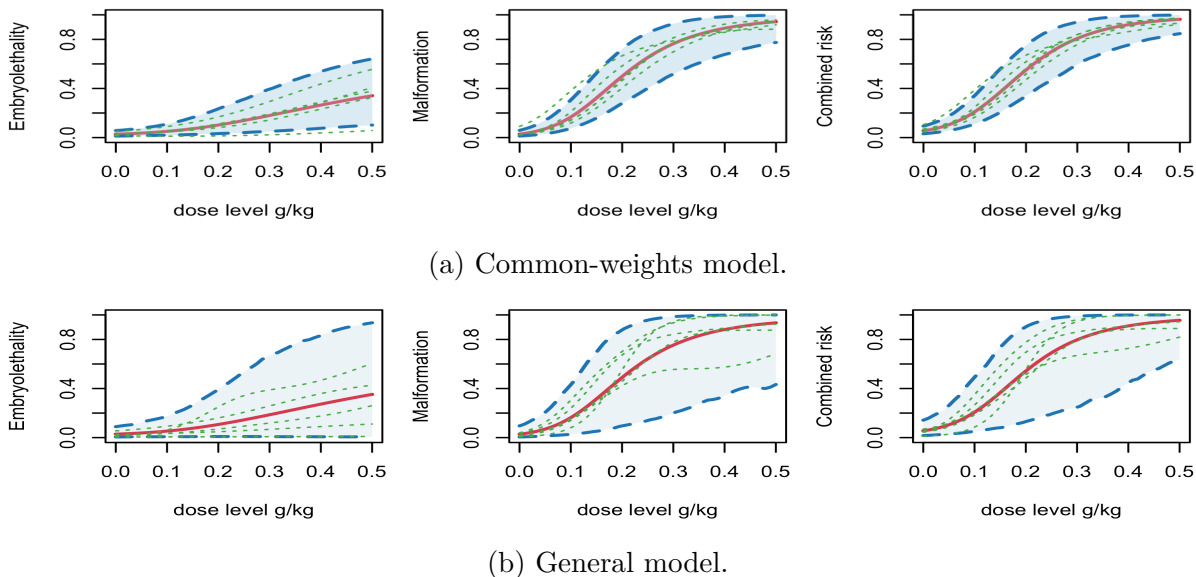 Embryolethality
0.0 0.4 0.8
0.0 0.1 0.2 0.3 0.4 0.5
dose level g/kg
Malformation
0.0 0.4 0.8
0.0 0.1 0.2 0.3 0.4 0.5
dose level g/kg
Combined risk
0.0 0.4 0.8
0.0 0.1 0.2 0.3 0.4 0.5
dose level g/kg
(a) Common-weights model.
Embryolethality
0.0 0.4 0.8
0.0 0.1 0.2 0.3 0.4 0.5
dose level g/kg
Malformation
0.0 0.4 0.8
0.0 0.1 0.2 0.3 0.4 0.5
dose level g/kg
Combined risk
0.0 0.4 0.8
0.0 0.1 0.2 0.3 0.4 0.5
dose level g/kg
(b) General model.